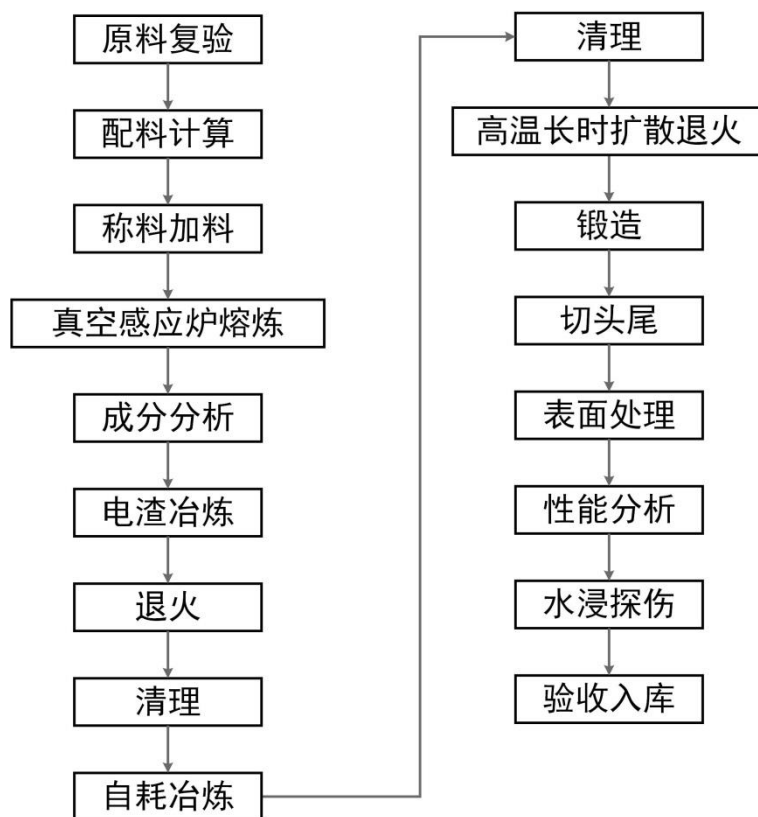 原料复验
配料计算
称料加料
真空感应炉熔炼
成分分析
电渣冶炼
退火
清理
自耗冶炼
清理
高温长时扩散退火
锻造
切头尾
表面处理
性能分析
水浸探伤
验收入库